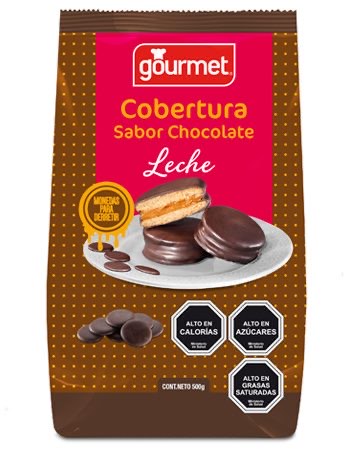 gourmet
Cobertura
Sabor Chocolate
Leche
MONEDAS
PARA
DERRETIR
ALTO EN
CALORÍAS
Ministerio
de Salud
ALTO EN
AZÚCARES
Ministerio
de Salud
ALTO EN
GRASAS
SATURADAS
Ministerio
de Salud
CONT.NETO 500g